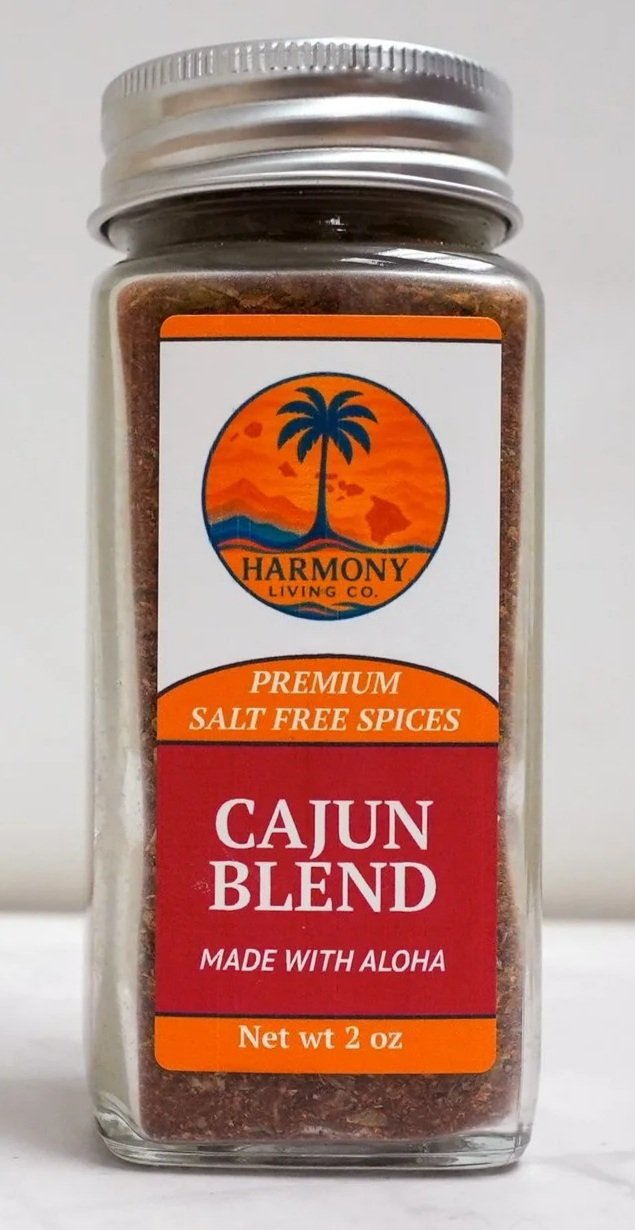 HARMONY
LIVING CO.
PREMIUM
SALT FREE SPICES
CAJUN
BLEND
MADE WITH ALOHA
Net wt 2 oz